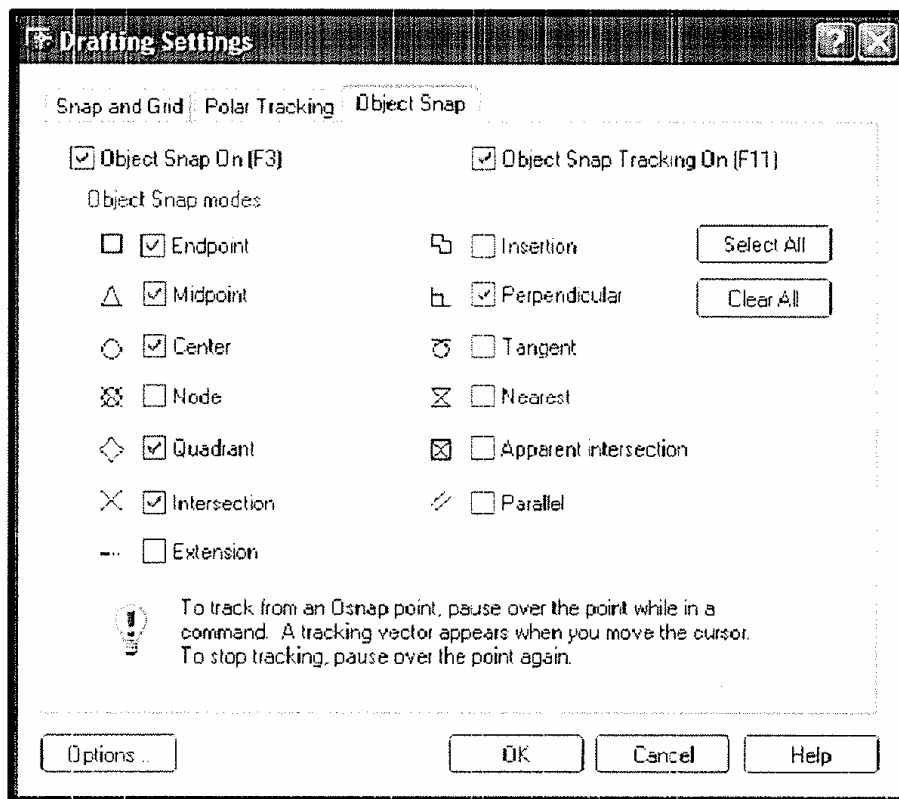 Drafting Settings
Snap and Grid Polar Tracking Object Snap
Object Snap On (F3) Object Snap Tracking On (F11)
Object Snap modes
Endpoint Insertion Select All
Midpoint Perpendicular Clear All
Center Tangent
Node Nearest
Quadrant Apparent intersection
Intersection Parallel
Extension
To track from an Osnap point, pause over the point while in a
command. A tracking vector appears when you move the cursor.
To stop tracking, pause over the point again.
Options... OK Cancel Help